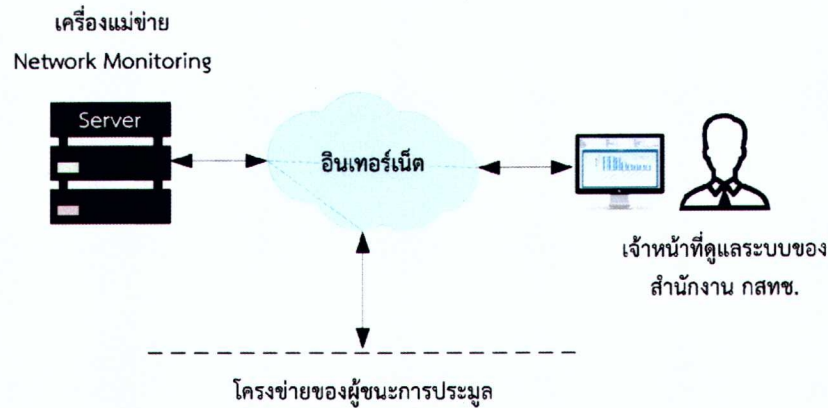 เครื่องแม่ข่าย
Network Monitoring
Server
อินเทอร์เน็ต
เจ้าหน้าที่ดูแลระบบของ
สำนักงาน กสทช.
โครงข่ายของผู้ชนะการประมูล